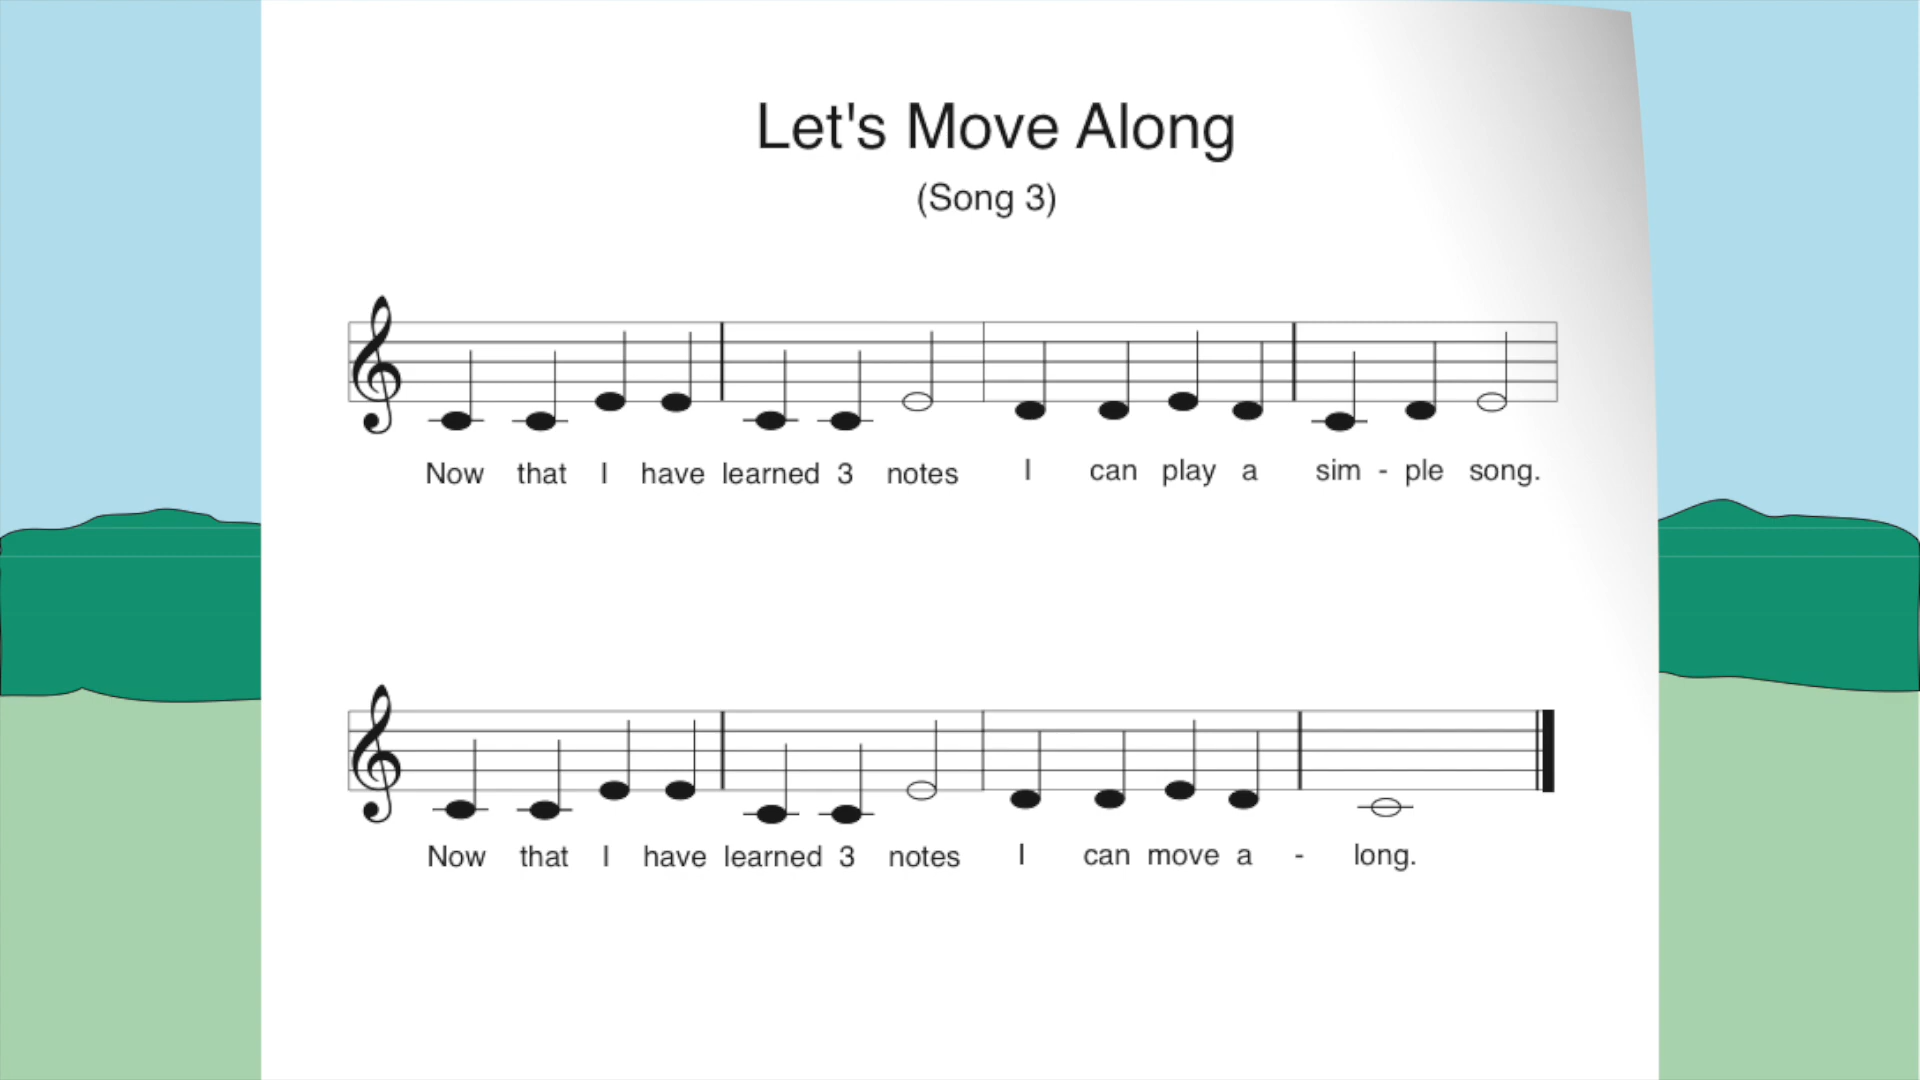 Let's Move Along
(Song 3)
Now that I have learned 3 notes I can play a sim - ple song.
Now that I have learned 3 notes I can move a - long.